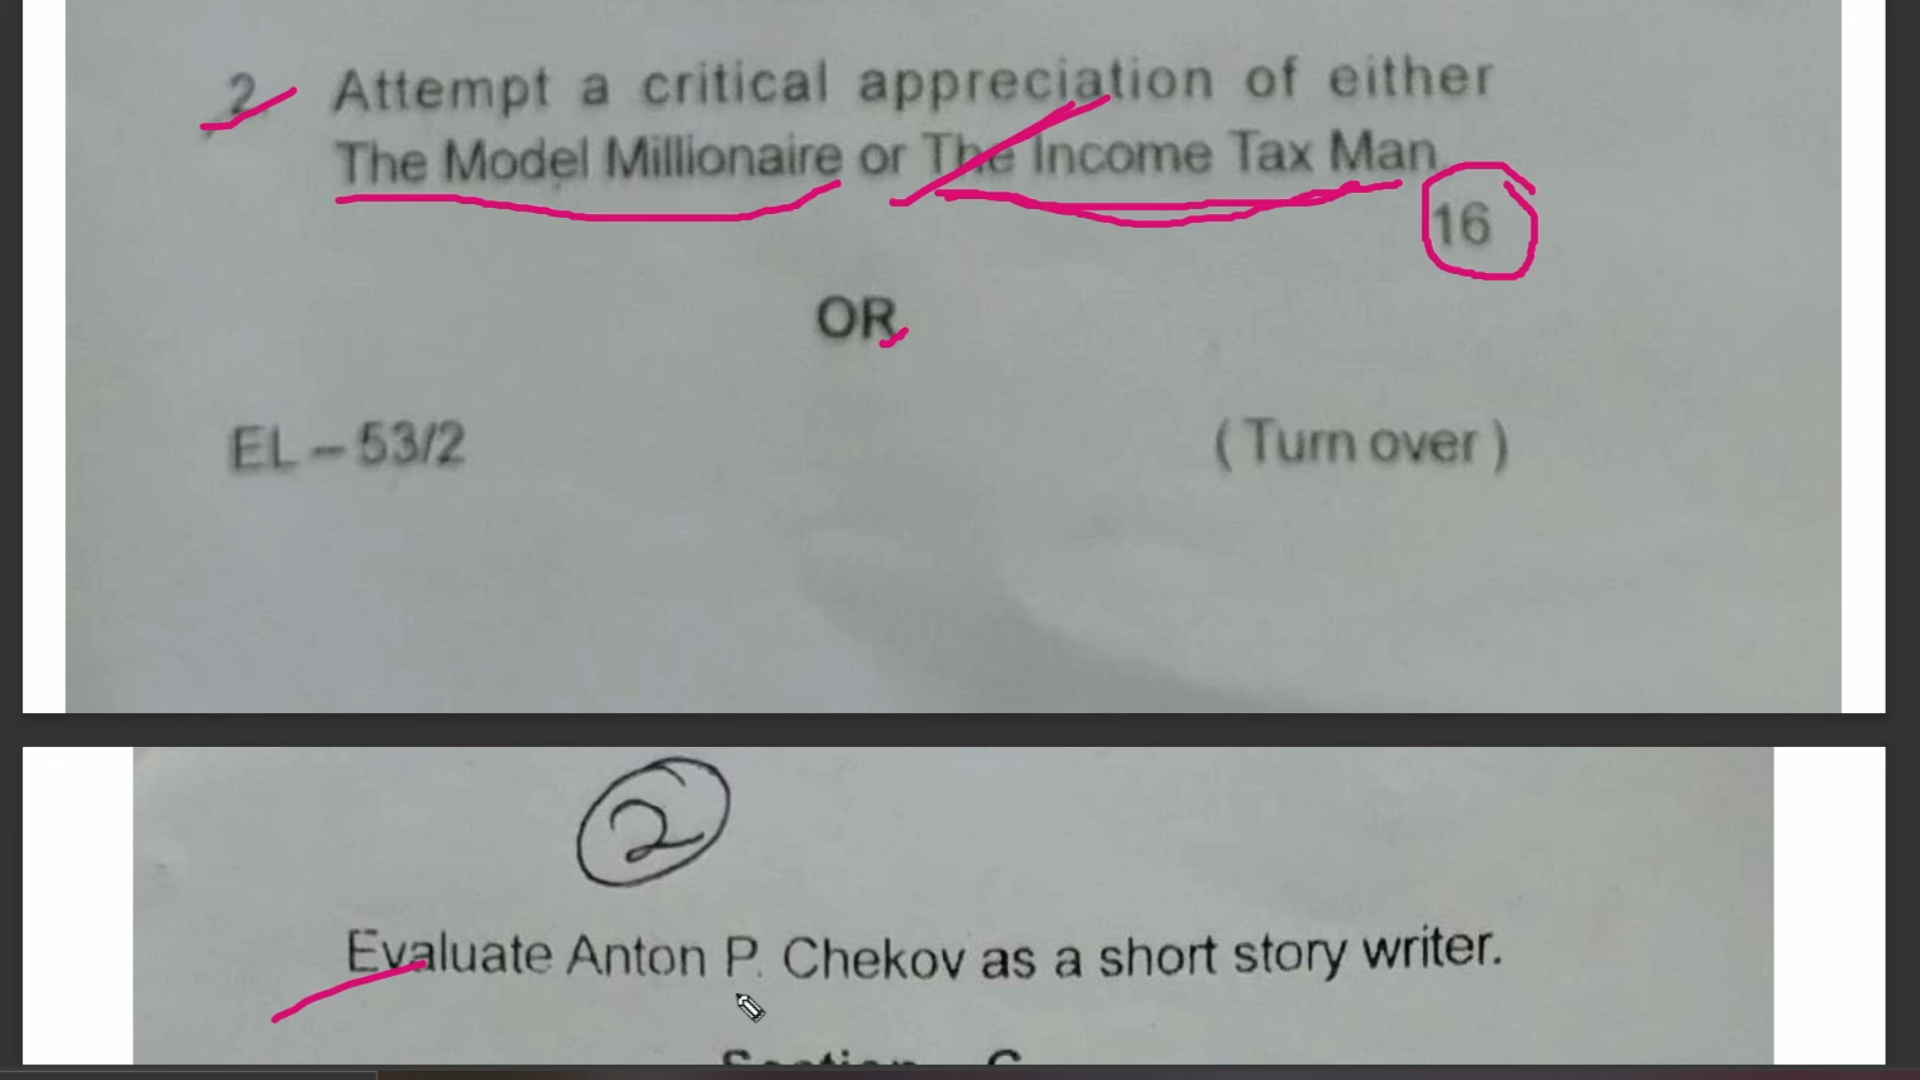 2 Attempt a critical appreciation of either
The Model Millionaire or The Income Tax Man.
16
OR
EL – 53/2 (Turn over)
2
Evaluate Anton P. Chekov as a short story writer.
Section C